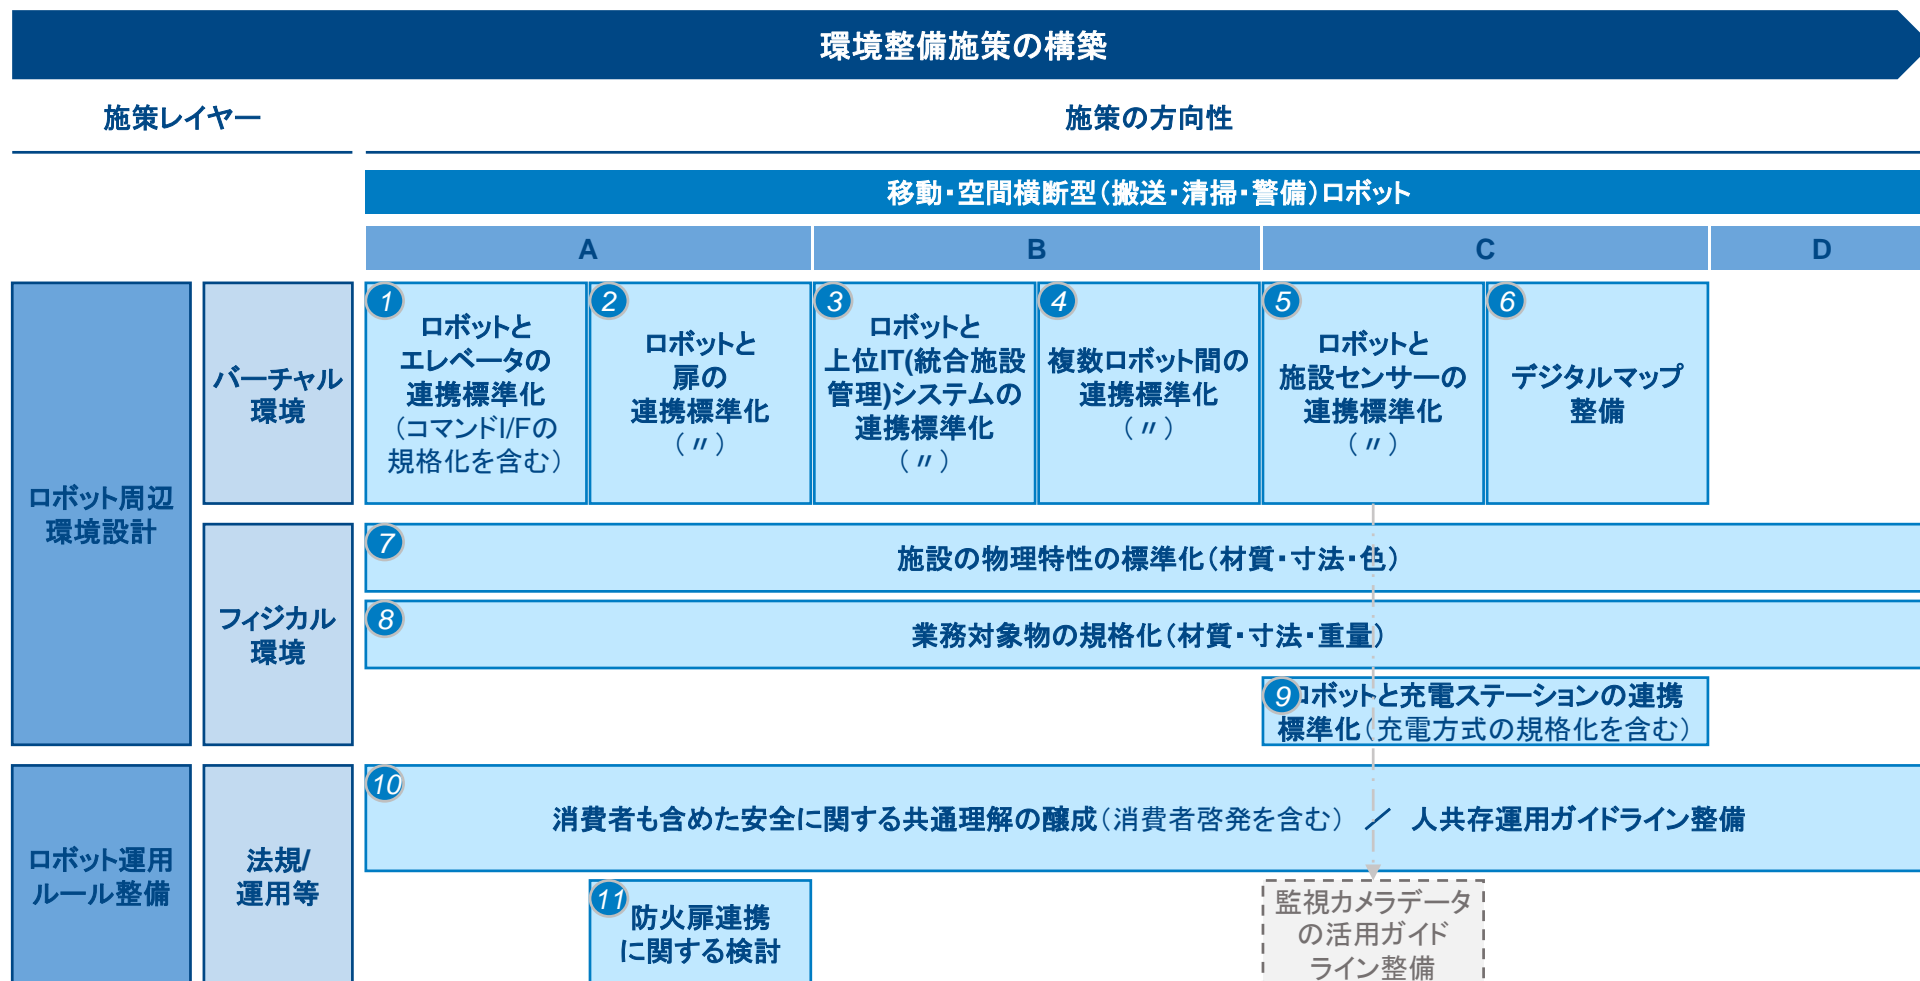 環境整備施策の構築
施策レイヤー
施策の方向性
移動・空間横断型（搬送・清掃・警備）ロボット
A
B
C
D
ロボット周辺
環境設計
バーチャル
環境
1
ロボットと
エレベータの
連携標準化
（コマンドI/Fの
規格化を含む）
2
ロボットと
扉の
連携標準化
（〃）
3
ロボットと
上位IT(統合施設
管理)システムの
連携標準化
（〃）
4
複数ロボット間の
連携標準化
（〃）
5
ロボットと
施設センサーの
連携標準化
（〃）
6
デジタルマップ
整備
フィジカル
環境
7
施設の物理特性の標準化（材質・寸法・色）
8
業務対象物の規格化（材質・寸法・重量）
9
ロボットと充電ステーションの連携
標準化（充電方式の規格化を含む）
ロボット運用
ルール整備
法規/
運用等
10
消費者も含めた安全に関する共通理解の醸成（消費者啓発を含む） ／ 人共存運用ガイドライン整備
11
防火扉連携
に関する検討
監視カメラデータ
の活用ガイド
ライン整備